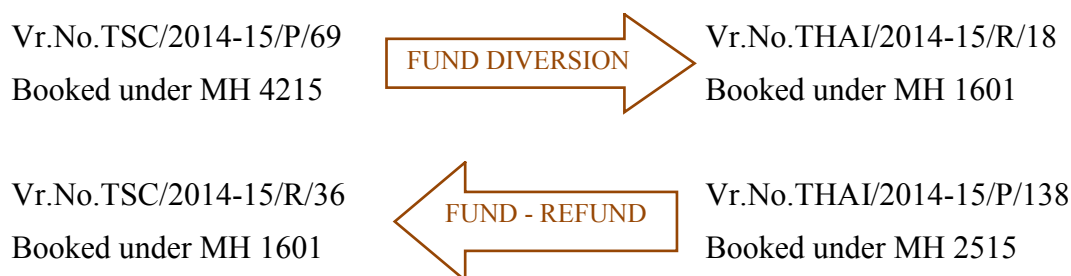 Vr.No.TSC/2014-15/P/69
Booked under MH 4215
FUND DIVERSION
Vr.No.THAI/2014-15/R/18
Booked under MH 1601
Vr.No.TSC/2014-15/R/36
Booked under MH 1601
FUND - REFUND
Vr.No.THAI/2014-15/P/138
Booked under MH 2515